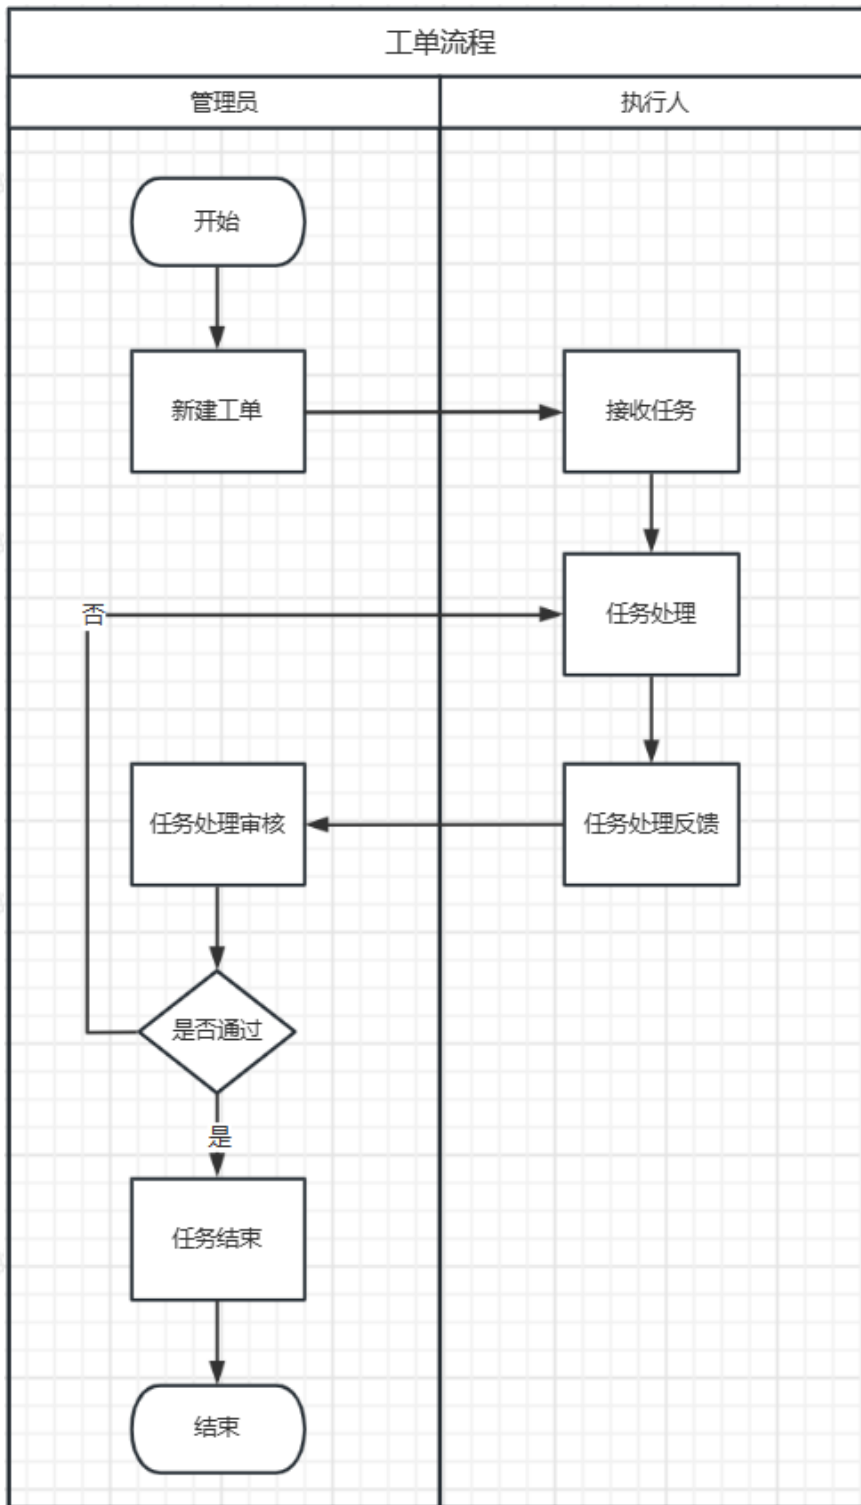 工单流程
管理员
执行人
开始
新建工单
接收任务
否
任务处理
任务处理审核
任务处理反馈
是否通过
是
任务结束
结束